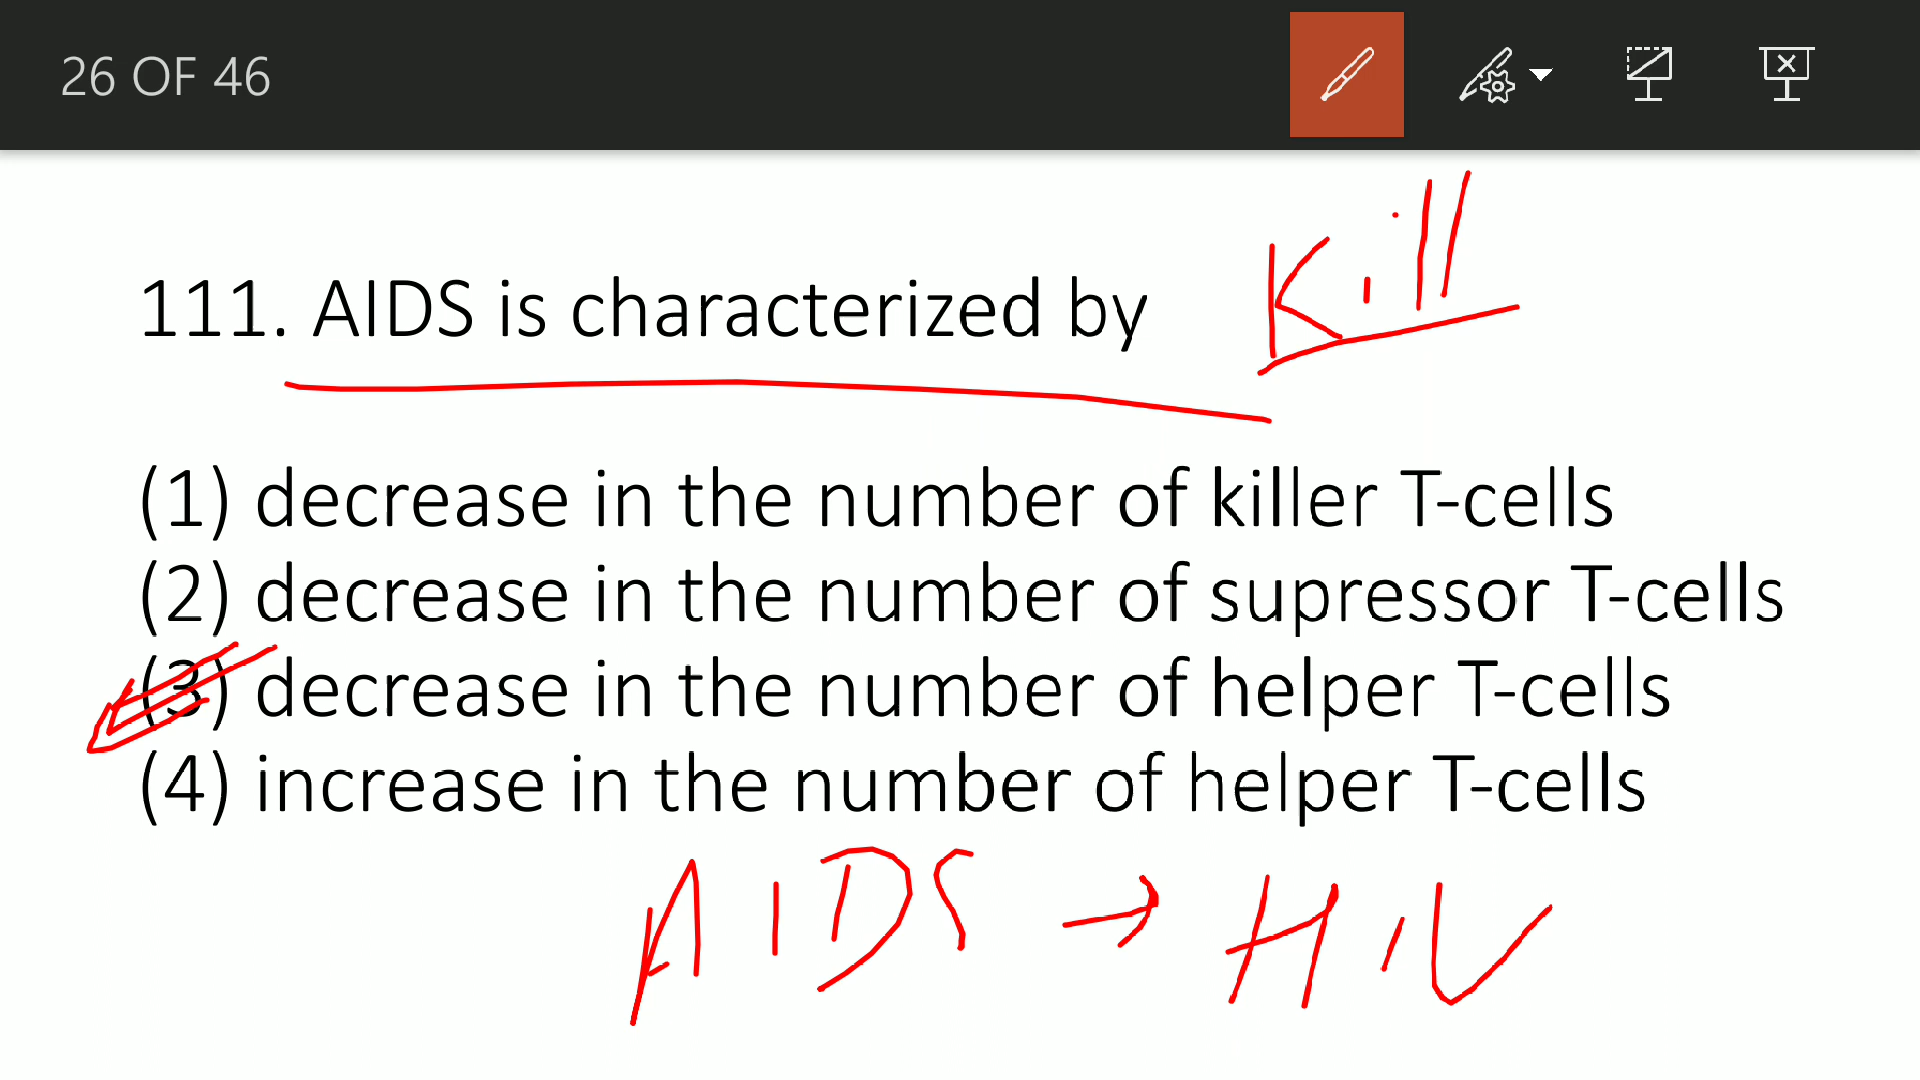 26 OF 46
Kill
111. AIDS is characterized by
(1) decrease in the number of killer T-cells
(2) decrease in the number of supressor T-cells
(3) decrease in the number of helper T-cells
(4) increase in the number of helper T-cells
AIDS → HIV